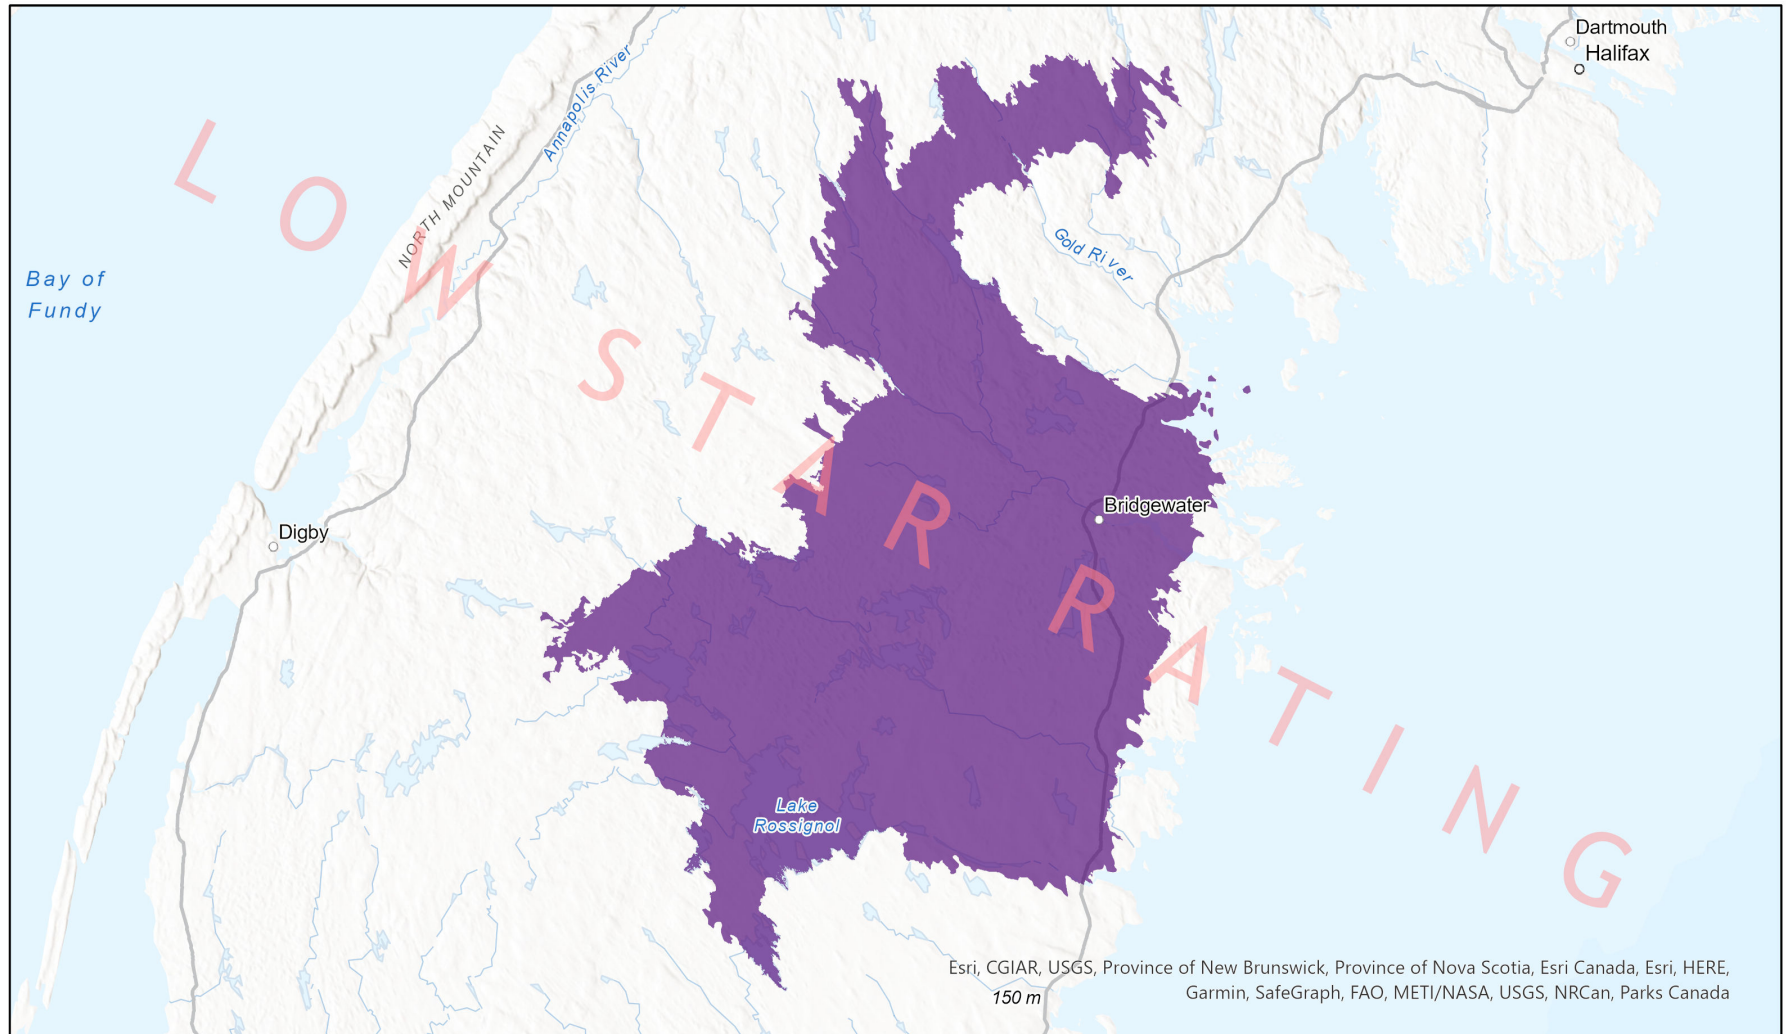 Dartmouth
Halifax
Annapolis River
NORTH MOUNTAIN
LOW STAR RATING
Gold River
Bay of
Fundy
Bridgewater
Digby
Lake
Rossignol
Esri, CGIAR, USGS, Province of New Brunswick, Province of Nova Scotia, Esri Canada, Esri, HERE,
150 m
Garmin, SafeGraph, FAO, METI/NASA, USGS, NRCan, Parks Canada